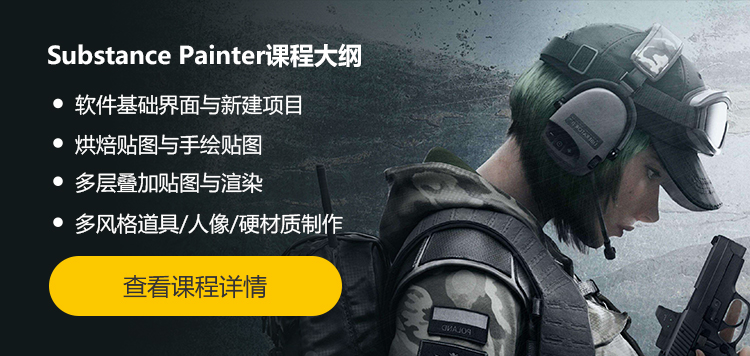 Substance Painter课程大纲
• 软件基础界面与新建项目
• 烘焙贴图与手绘贴图
• 多层叠加贴图与渲染
• 多风格道具/人像/硬材质制作
查看课程详情
POLAND